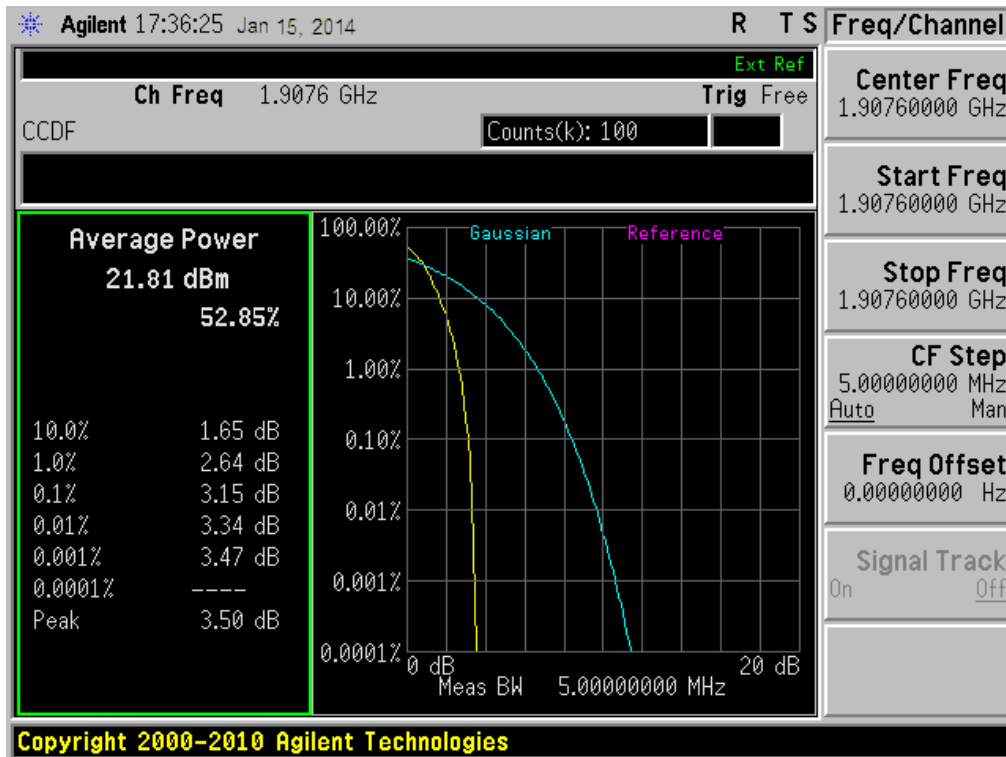 Agilent 17:36:25 Jan 15, 2014 R T S
Ext Ref
Ch Freq 1.9076 GHz Trig Free
CCDF Counts(k): 100
Average Power
21.81 dBm
52.85%
10.0% 1.65 dB
1.0% 2.64 dB
0.1% 3.15 dB
0.01% 3.34 dB
0.001% 3.47 dB
0.0001% ----
Peak 3.50 dB
Gaussian Reference
100.00%
10.00%
1.00%
0.10%
0.01%
0.001%
0.0001%
0 dB 20 dB
Meas BW 5.00000000 MHz
Freq/Channel
Center Freq
1.90760000 GHz
Start Freq
1.90760000 GHz
Stop Freq
1.90760000 GHz
CF Step
5.00000000 MHz
Auto Man
Freq Offset
0.00000000 Hz
Signal Track
On Off
Copyright 2000-2010 Agilent Technologies